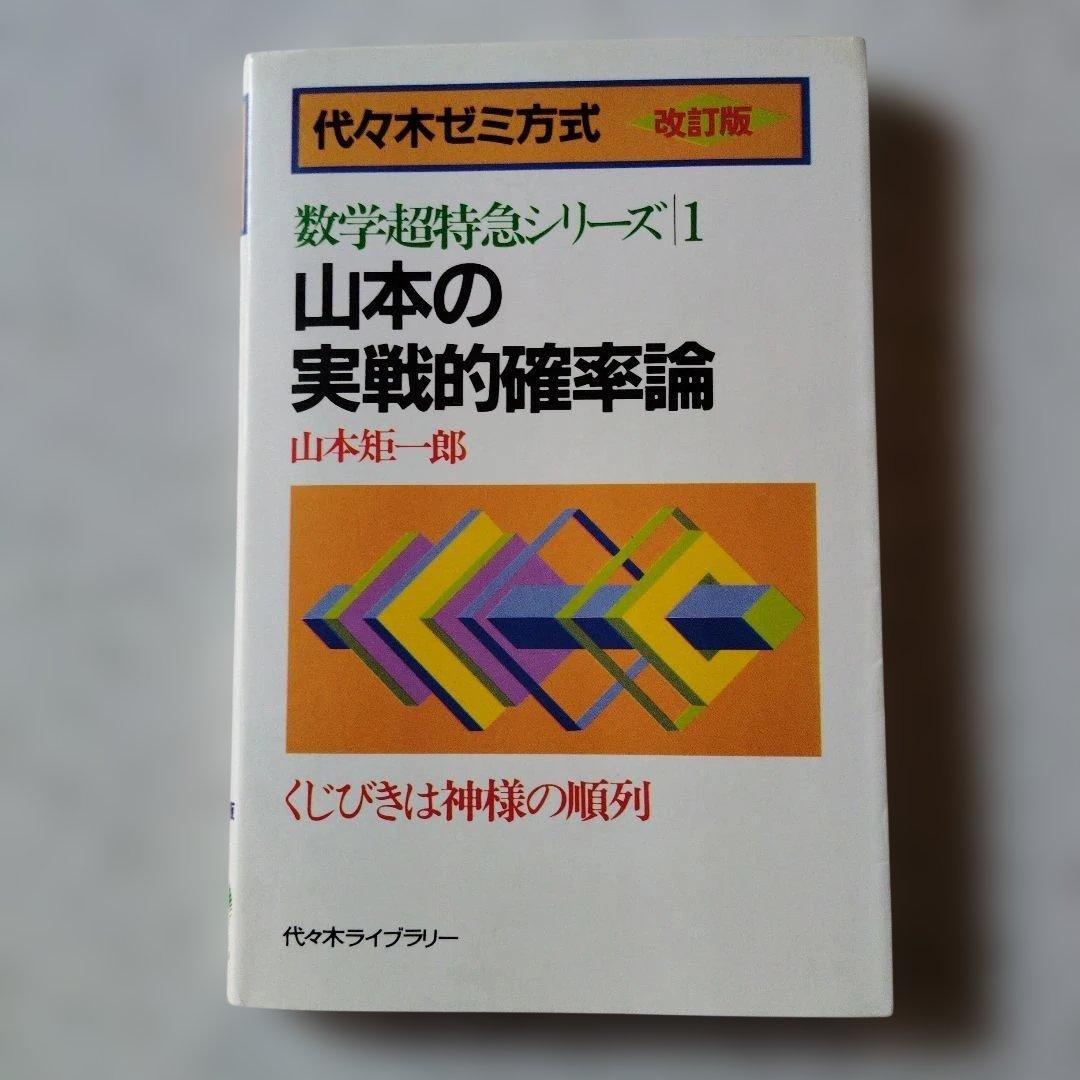 代々木ゼミ方式 改訂版
数学超特急シリーズ|1
山本の
実戦的確率論
山本矩一郎
くじびきは神様の順列
代々木ライブラリー
版